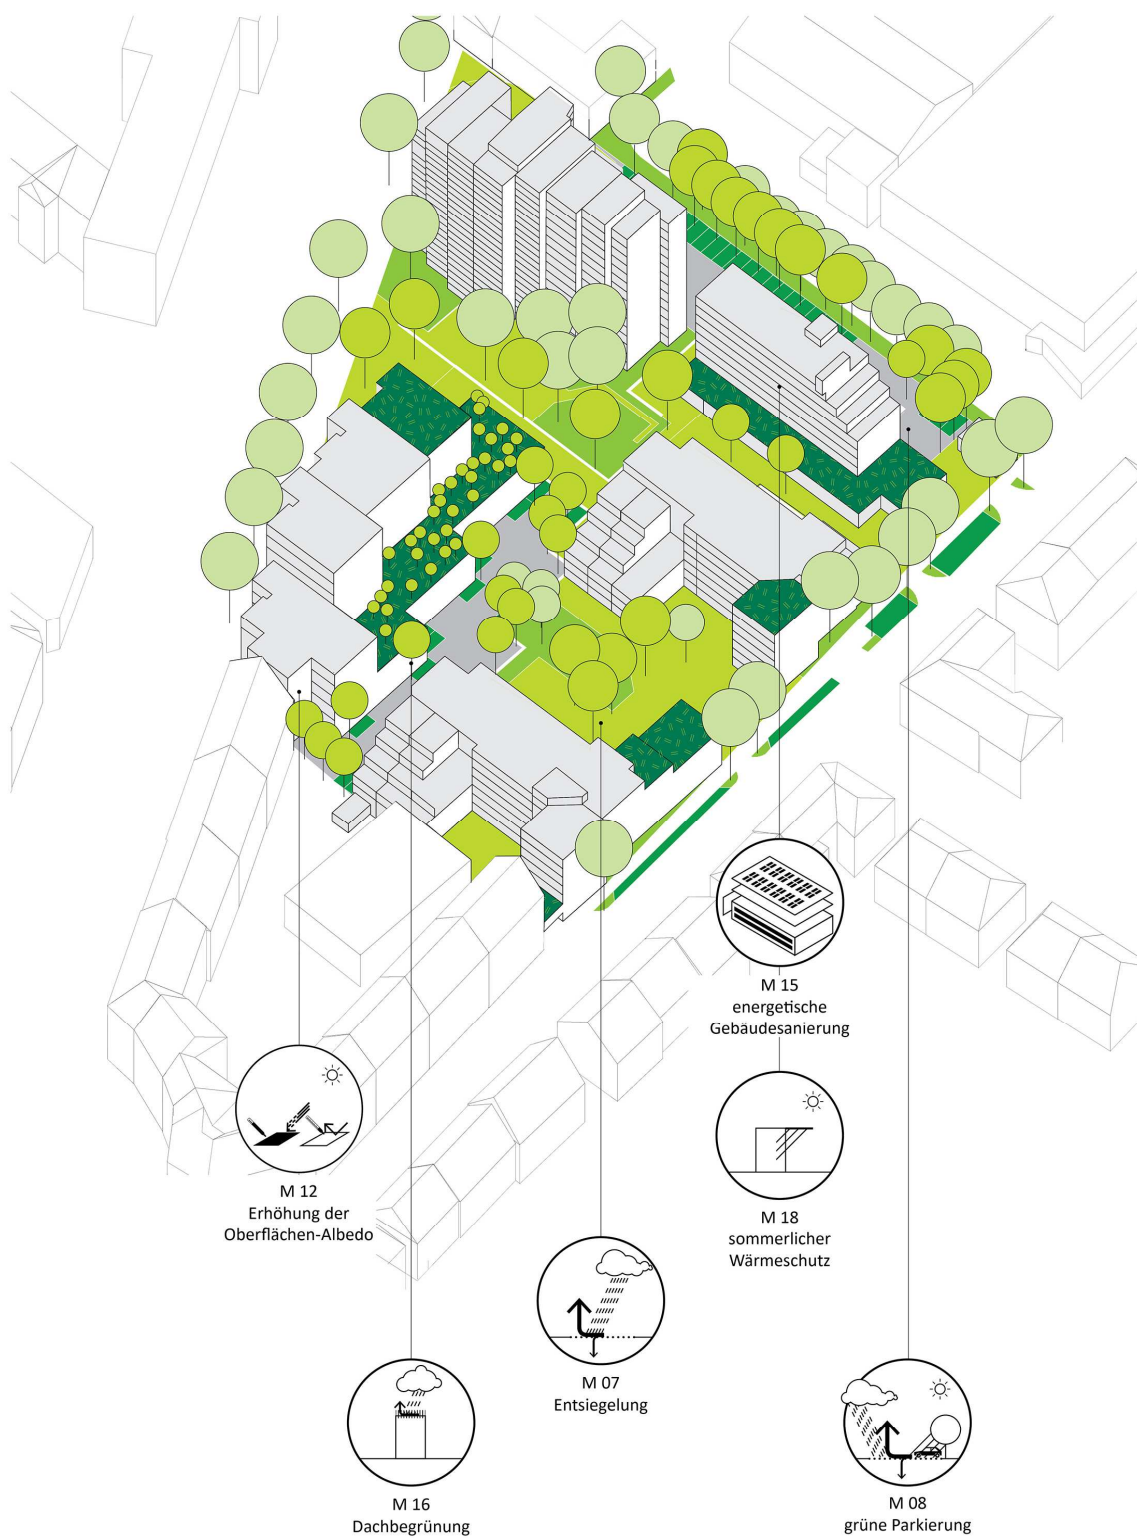 M 15
energetische
Gebäudesanierung
M 12
Erhöhung der
Oberflächen-Albedo
M 18
sommerlicher
Wärmeschutz
M 07
Entsiegelung
M 16
Dachbegrünung
M 08
grüne Parkierung